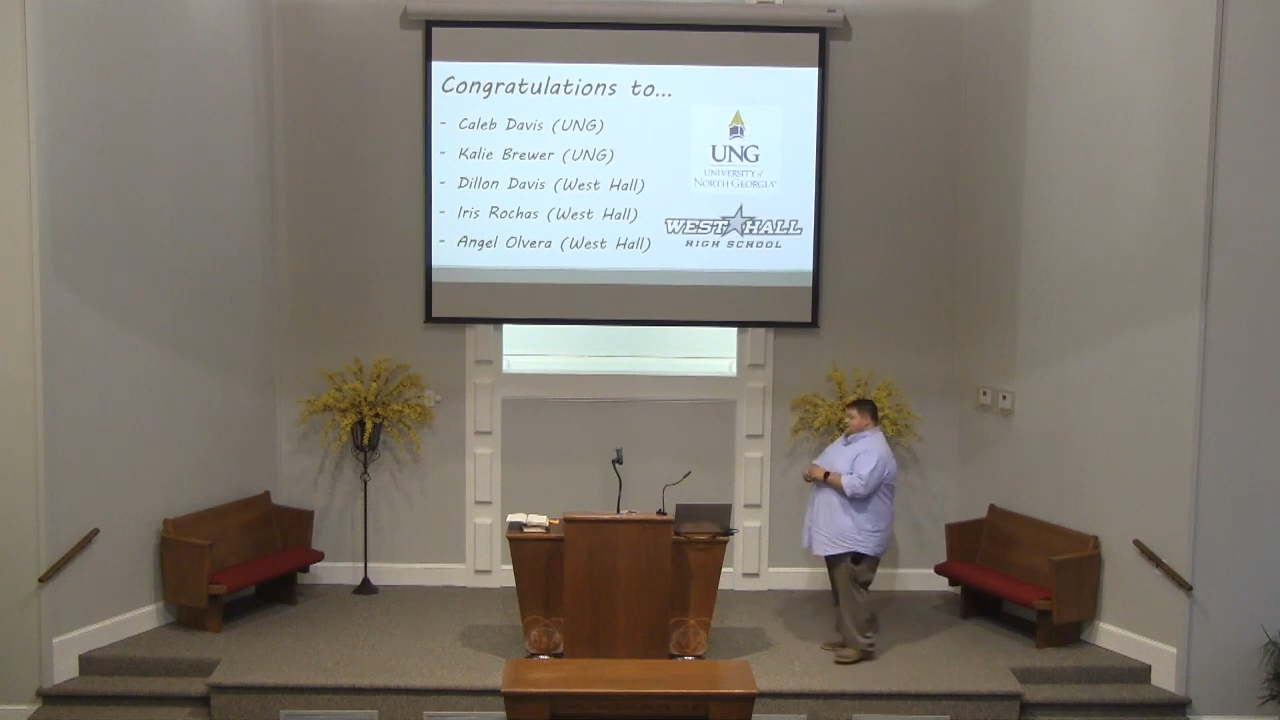 Congratulations to...
- Caleb Davis (UNG)
- Kalie Brewer (UNG)
- Dillon Davis (West Hall)
- Iris Rochas (West Hall)
- Angel Olvera (West Hall)
UNG
UNIVERSITY of
NORTH GEORGIA
WEST HALL
HIGH SCHOOL